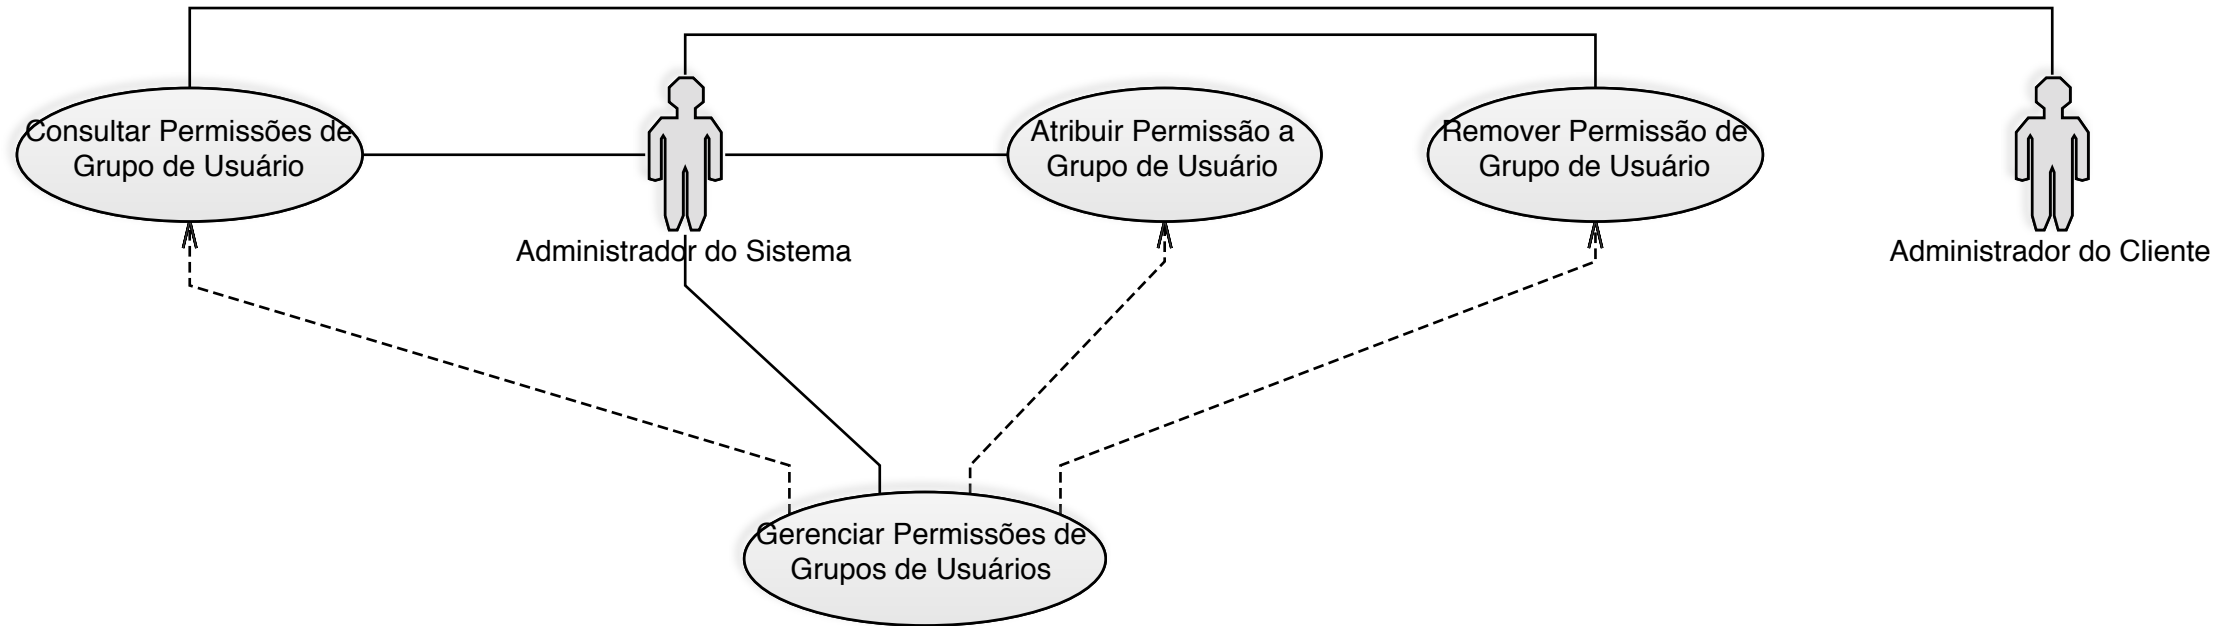 Consultar Permissões de
Grupo de Usuário
Atribuir Permissão a
Grupo de Usuário
Remover Permissão de
Grupo de Usuário
Administrador do Sistema
Administrador do Cliente
Gerenciar Permissões de
Grupos de Usuários